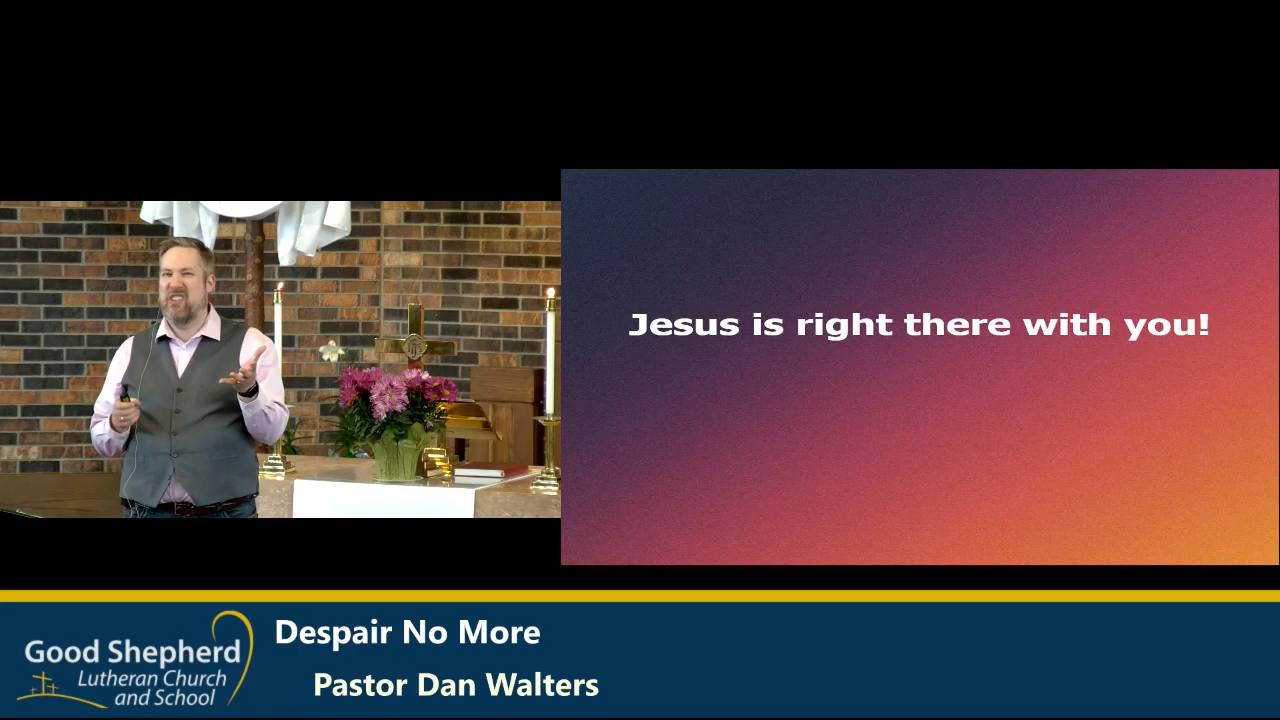 Jesus is right there with you!
Despair No More
Pastor Dan Walters
Good Shepherd
Lutheran Church
and School